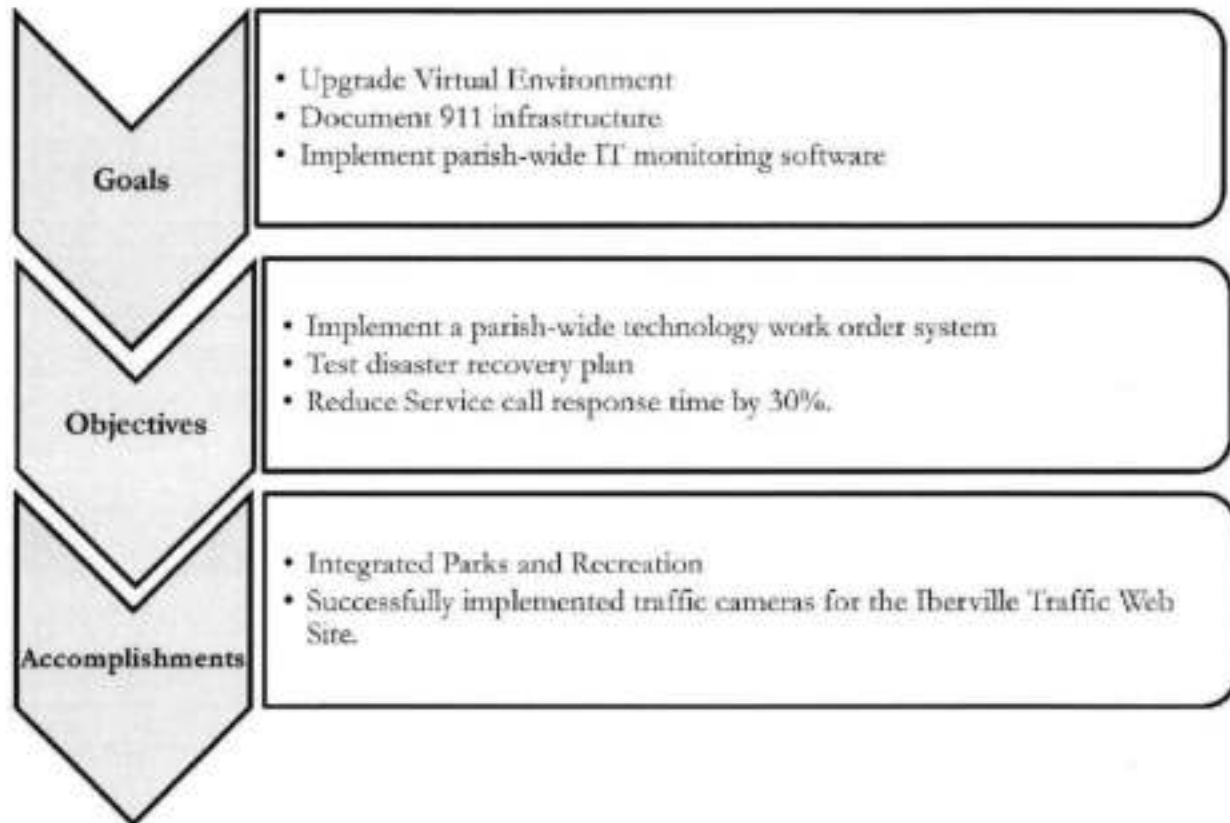 Goals
• Upgrade Virtual Environment
• Document 911 infrastructure
• Implement parish-wide IT monitoring software
Objectives
• Implement a parish-wide technology work order system
• Test disaster recovery plan
• Reduce Service call response time by 30%.
Accomplishments
• Integrated Parks and Recreation
• Successfully implemented traffic cameras for the Iberville Traffic Web
Site.